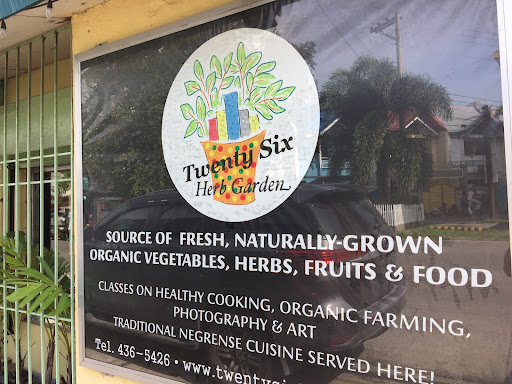 Twenty Six
Herb Garden
SOURCE OF FRESH, NATURALLY-GROWN
ORGANIC VEGETABLES, HERBS, FRUITS & FOOD
CLASSES ON HEALTHY COOKING, ORGANIC FARMING,
PHOTOGRAPHY & ART
TRADITIONAL NEGRENSE CUISINE SERVED HERE!
Tel. 436-5426 •